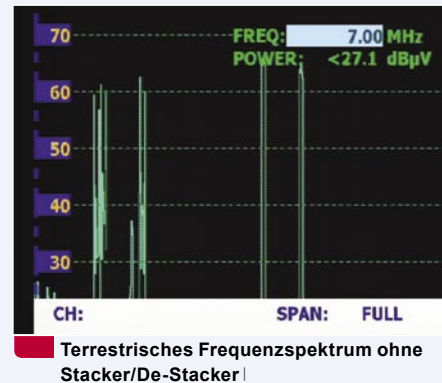 70 FREQ: 7.00 MHz
POWER: <27.1 dBµV
60
50
40
30
CH: SPAN: FULL
Terrestrisches Frequenzspektrum ohne
Stacker/De-Stacker